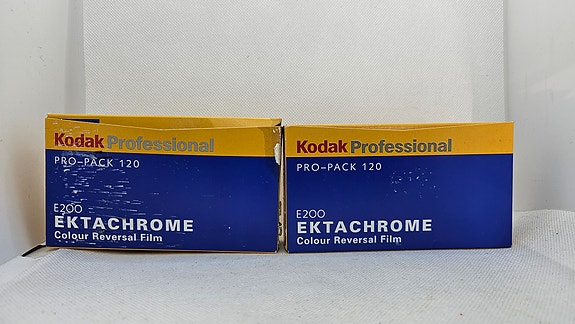 Kodak Professional
PRO-PACK 120
E200
EKTACHROME
Colour Reversal Film
Kodak Professional
PRO-PACK 120
E200
EKTACHROME
Colour Reversal Film